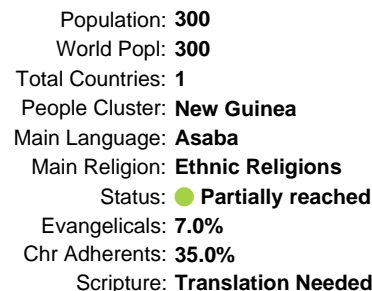 Population: 300
World Popl: 300
Total Countries: 1
People Cluster: New Guinea
Main Language: Asaba
Main Religion: Ethnic Religions
Status: Partially reached
Evangelicals: 7.0%
Chr Adherents: 35.0%
Scripture: Translation Needed